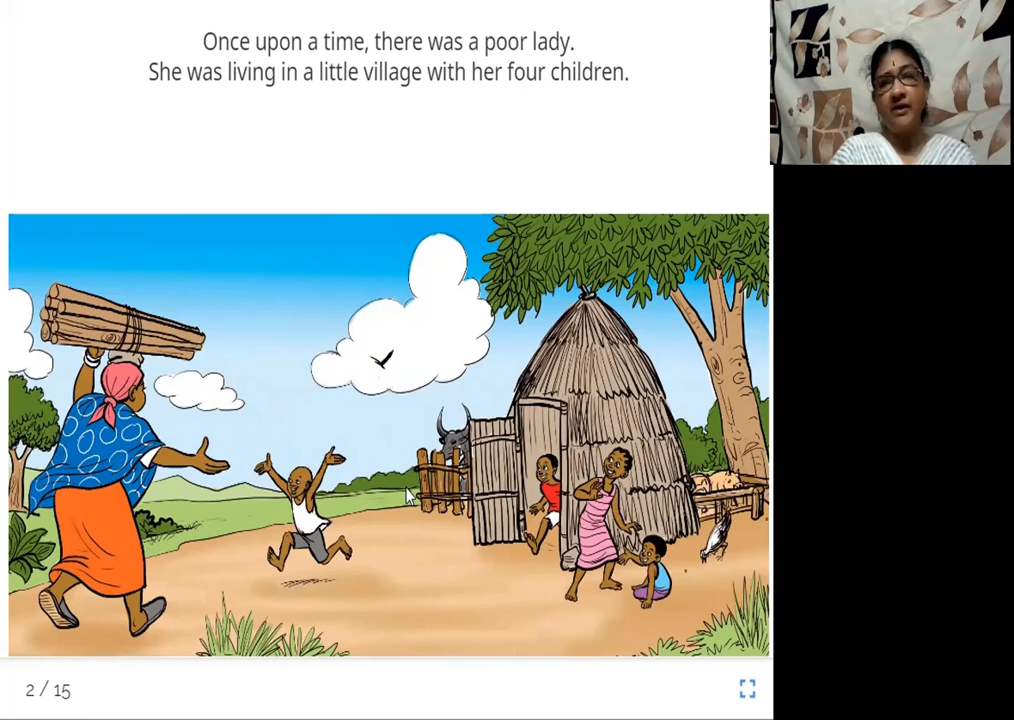 Once upon a time, there was a poor lady.
She was living in a little village with her four children.
2 / 15